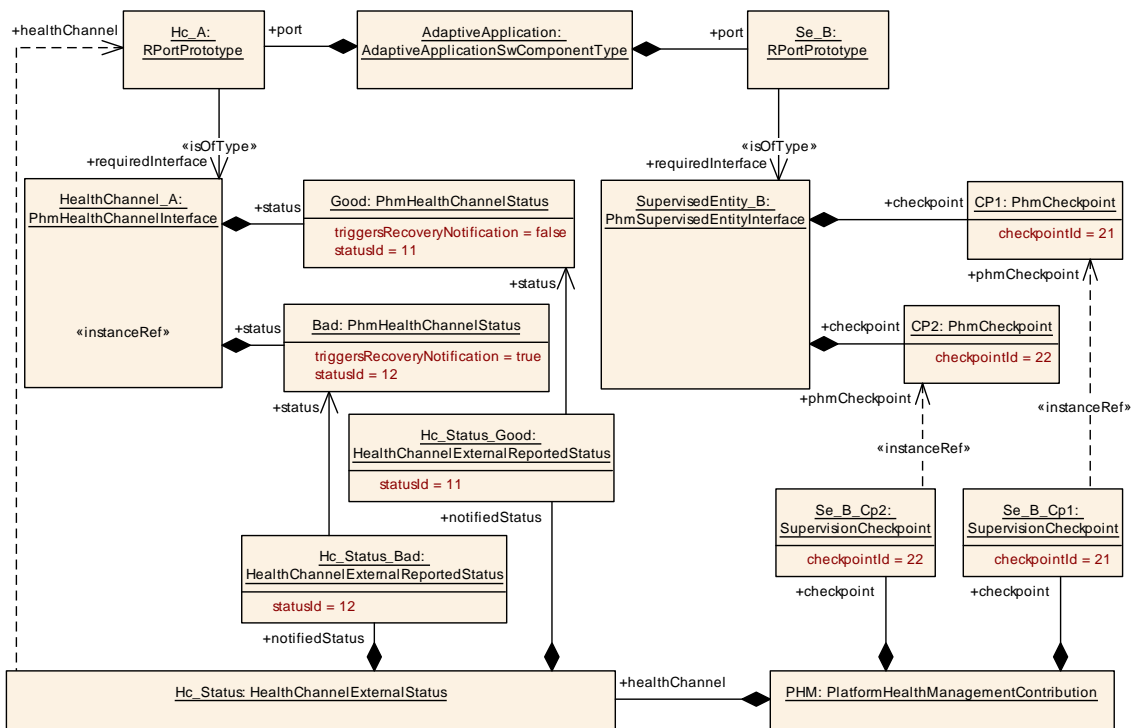 +healthChannel
Hc_A:
RPortPrototype
+port
AdaptiveApplication:
AdaptiveApplicationSwComponentType
+port
Se_B:
RPortPrototype
«isOfType»
+requiredInterface
«isOfType»
+requiredInterface
HealthChannel_A:
PhmHealthChannelInterface
«instanceRef»
+status
Good: PhmHealthChannelStatus
triggersRecoveryNotification = false
statusId = 11
+status
+status
Bad: PhmHealthChannelStatus
triggersRecoveryNotification = true
statusId = 12
+status
SupervisedEntity_B:
PhmSupervisedEntityInterface
+checkpoint
CP1: PhmCheckpoint
checkpointId = 21
+phmCheckpoint
+checkpoint
CP2: PhmCheckpoint
checkpointId = 22
+phmCheckpoint
«instanceRef»
«instanceRef»
Hc_Status_Good:
HealthChannelExternalReportedStatus
statusId = 11
+notifiedStatus
Hc_Status_Bad:
HealthChannelExternalReportedStatus
statusId = 12
+notifiedStatus
Se_B_Cp2:
SupervisionCheckpoint
checkpointId = 22
+checkpoint
Se_B_Cp1:
SupervisionCheckpoint
checkpointId = 21
+checkpoint
Hc_Status: HealthChannelExternalStatus
+healthChannel
PHM: PlatformHealthManagementContribution